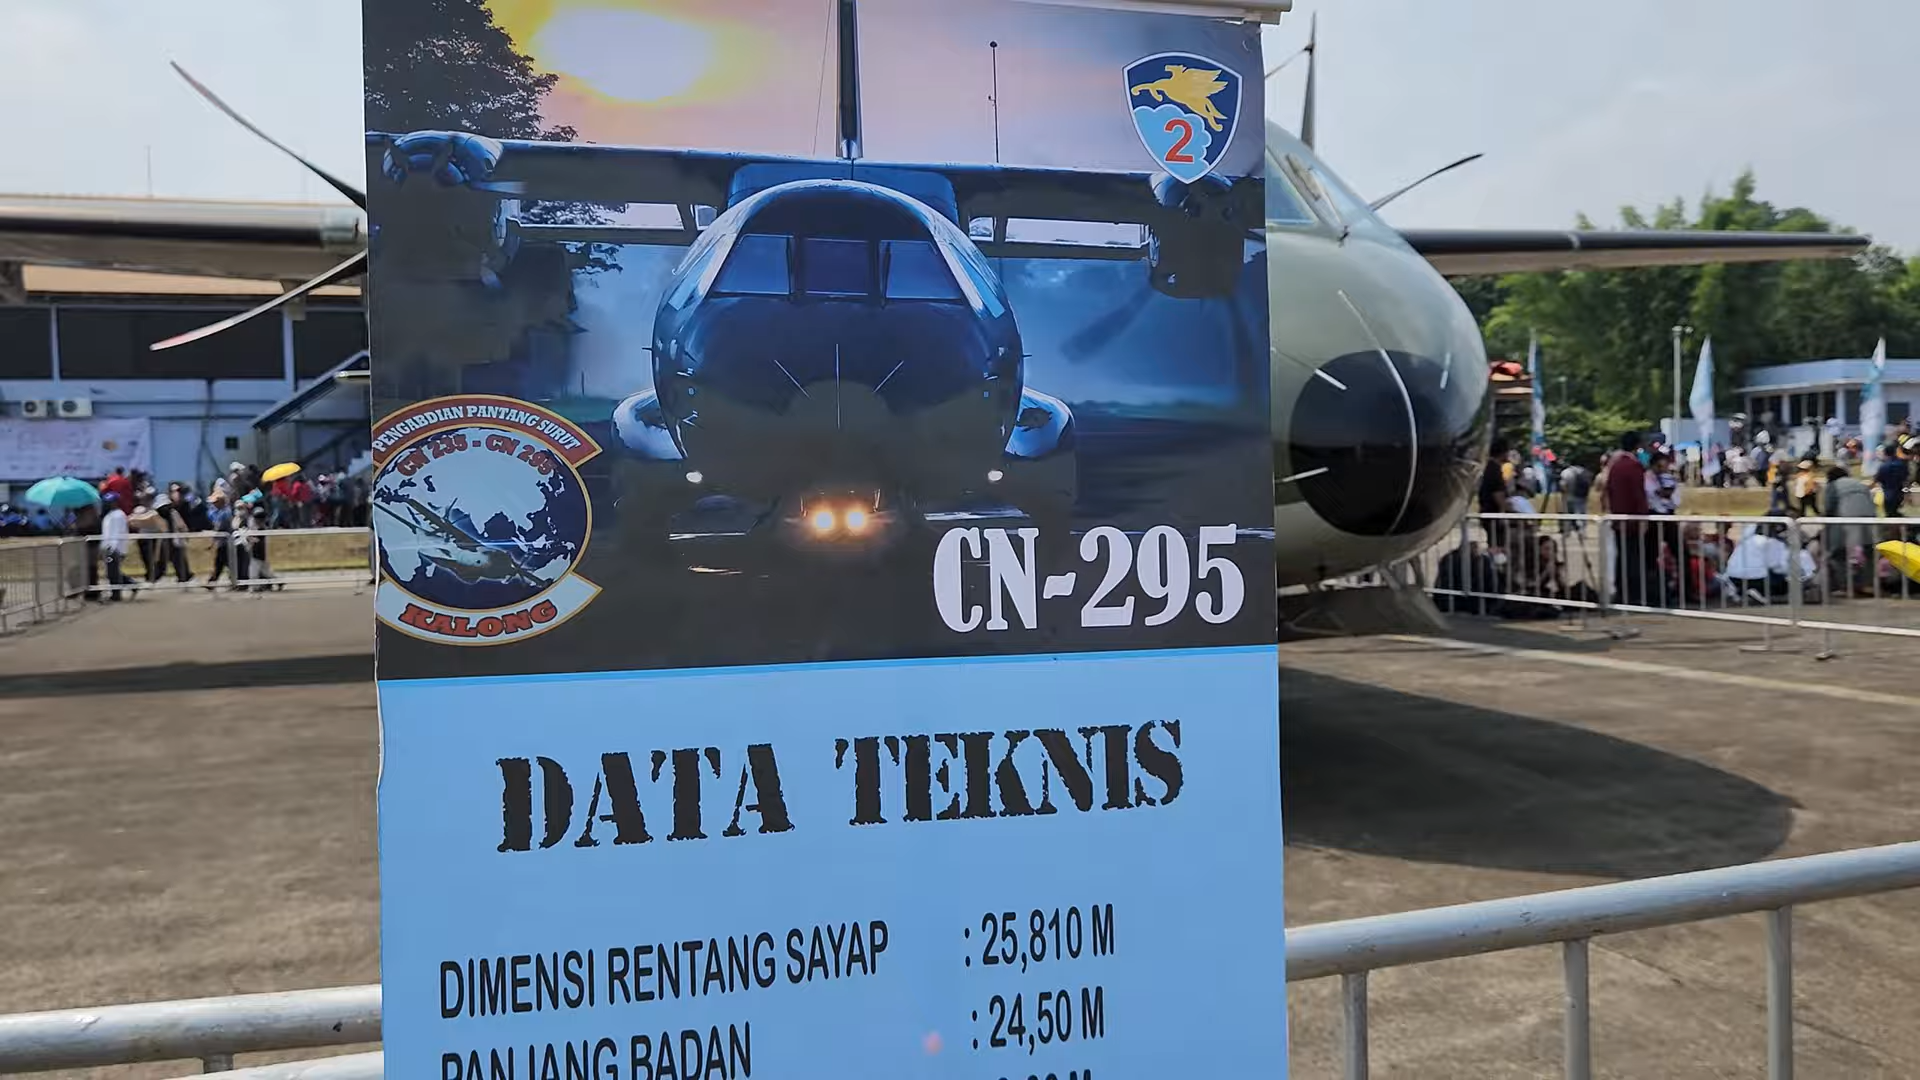 2
PENGABDIAN PANTANG SURUT
CN 235 - CN 295
KALONG
CN-295
DATA TEKNIS
DIMENSI RENTANG SAYAP : 25,810 M
PANJANG BADAN : 24,50 M